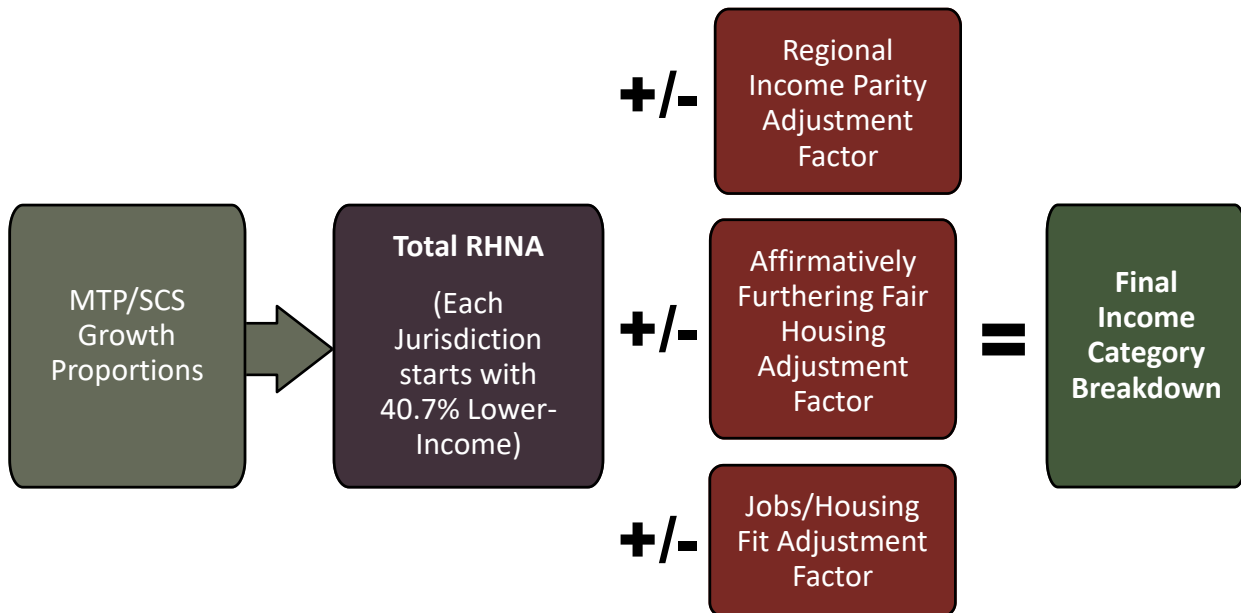 MTP/SCS
Growth
Proportions
Total RHNA
(Each
Jurisdiction
starts with
40.7% Lower-
Income)
+/-
Regional
Income Parity
Adjustment
Factor
+/-
Affirmatively
Furthering Fair
Housing
Adjustment
Factor
+/-
Jobs/Housing
Fit Adjustment
Factor
=
Final
Income
Category
Breakdown